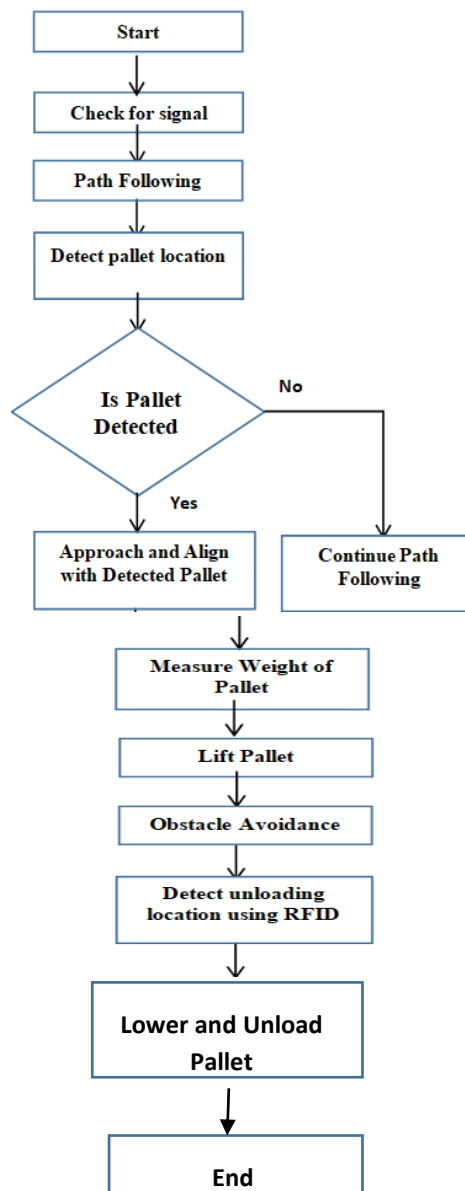 Start
Check for signal
Path Following
Detect pallet location
Is Pallet
Detected
No
Yes
Approach and Align
with Detected Pallet
Continue Path
Following
Measure Weight of
Pallet
Lift Pallet
Obstacle Avoidance
Detect unloading
location using RFID
Lower and Unload
Pallet
End